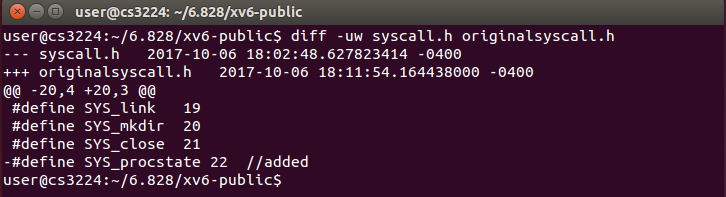 user@cs3224: ~/6.828/xv6-public
user@cs3224:~/6.828/xv6-public$ diff -uw syscall.h originalsyscall.h
--- syscall.h   2017-10-06 18:02:48.627823414 -0400
+++ originalsyscall.h   2017-10-06 18:11:54.164438000 -0400
@@ -20,4 +20,3 @@
 #define SYS_link   19
 #define SYS_mkdir  20
 #define SYS_close  21
-#define SYS_procstate 22  //added
user@cs3224:~/6.828/xv6-public$